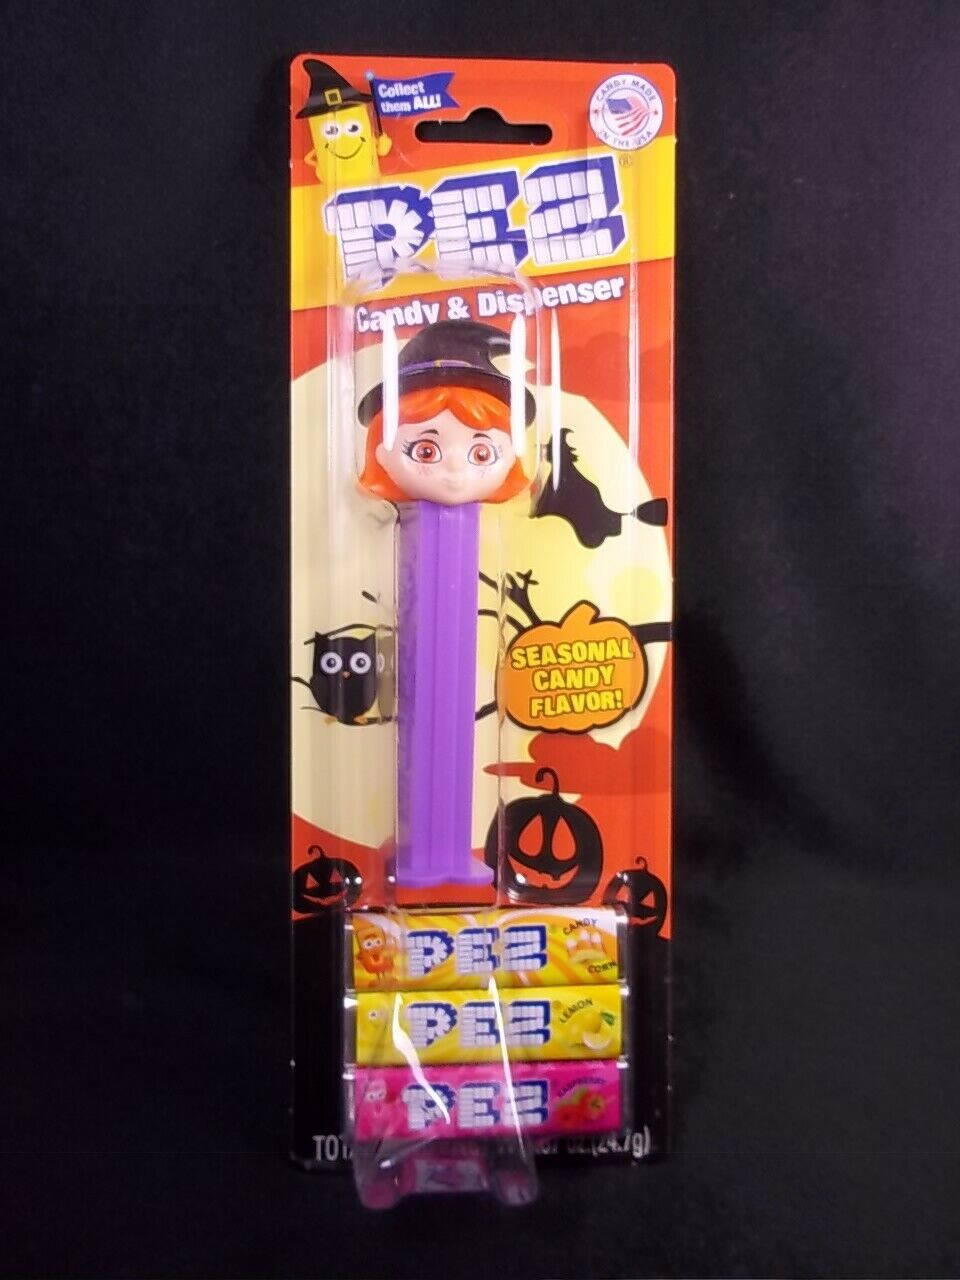 Collect
them ALL!
CANDY MADE
IN THE USA
PEZ®
Candy & Dispenser
SEASONAL
CANDY
FLAVOR!
PEZ® CANDY CORN
PEZ® LEMON
PEZ RASPBERRY
oz.(24.7g)